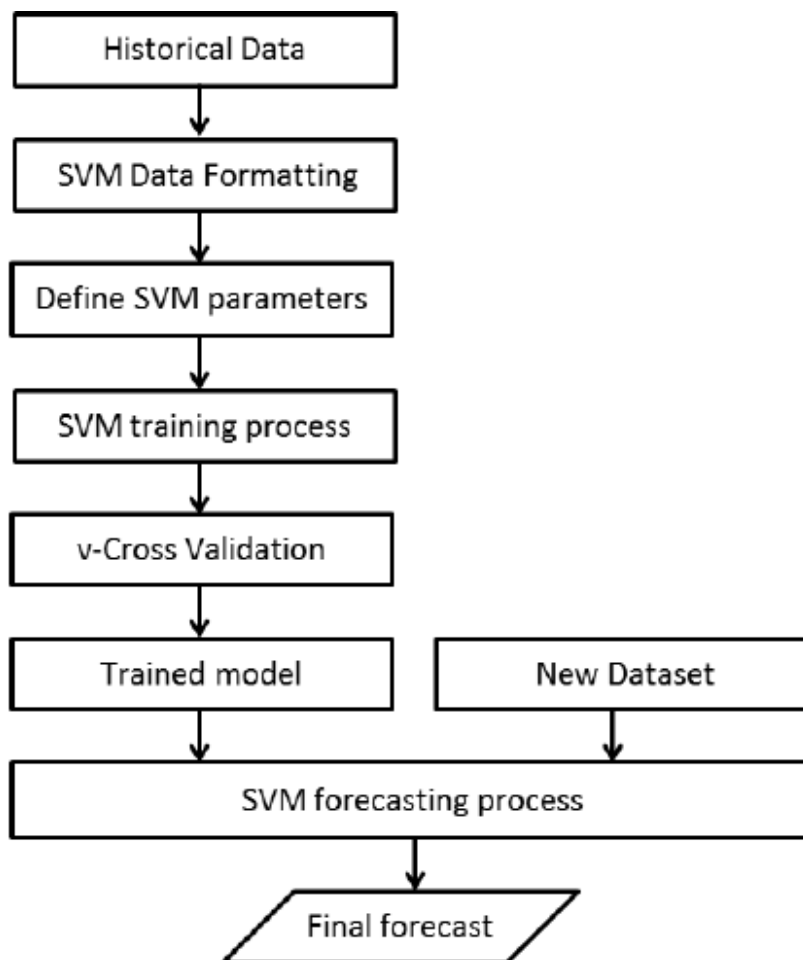 Historical Data
SVM Data Formatting
Define SVM parameters
SVM training process
ν-Cross Validation
Trained model
New Dataset
SVM forecasting process
Final forecast